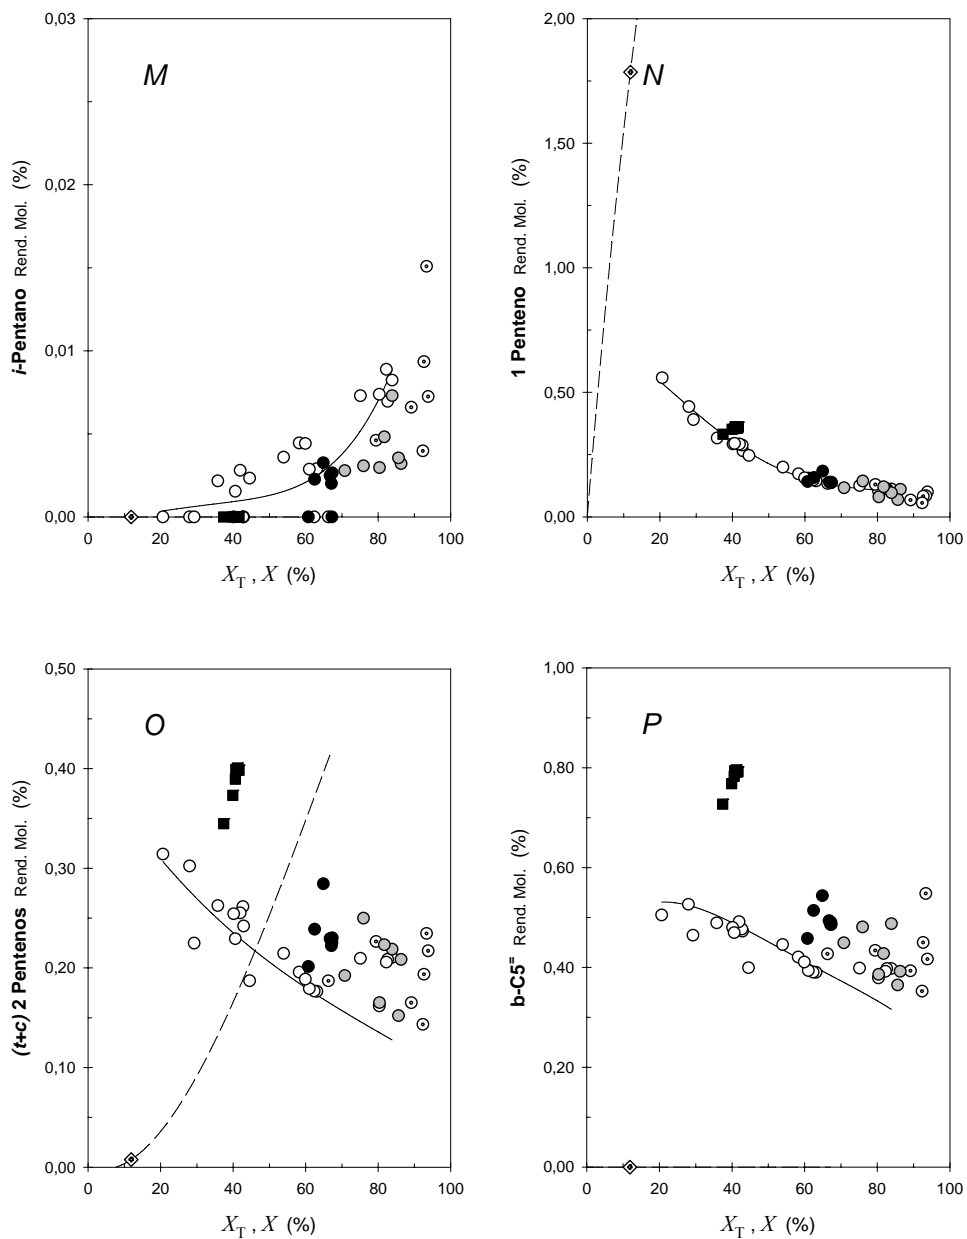 M
i-Pentano Rend. Mol. (%)
0,03
0,02
0,01
0,00
0 20 40 60 80 100
X_T , X (%)
N
1 Penteno Rend. Mol. (%)
2,00
1,50
1,00
0,50
0,00
0 20 40 60 80 100
X_T , X (%)
O
(t+c) 2 Pentenos Rend. Mol. (%)
0,50
0,40
0,30
0,20
0,10
0,00
0 20 40 60 80 100
X_T , X (%)
P
b-C5⁼ Rend. Mol. (%)
1,00
0,80
0,60
0,40
0,20
0,00
0 20 40 60 80 100
X_T , X (%)